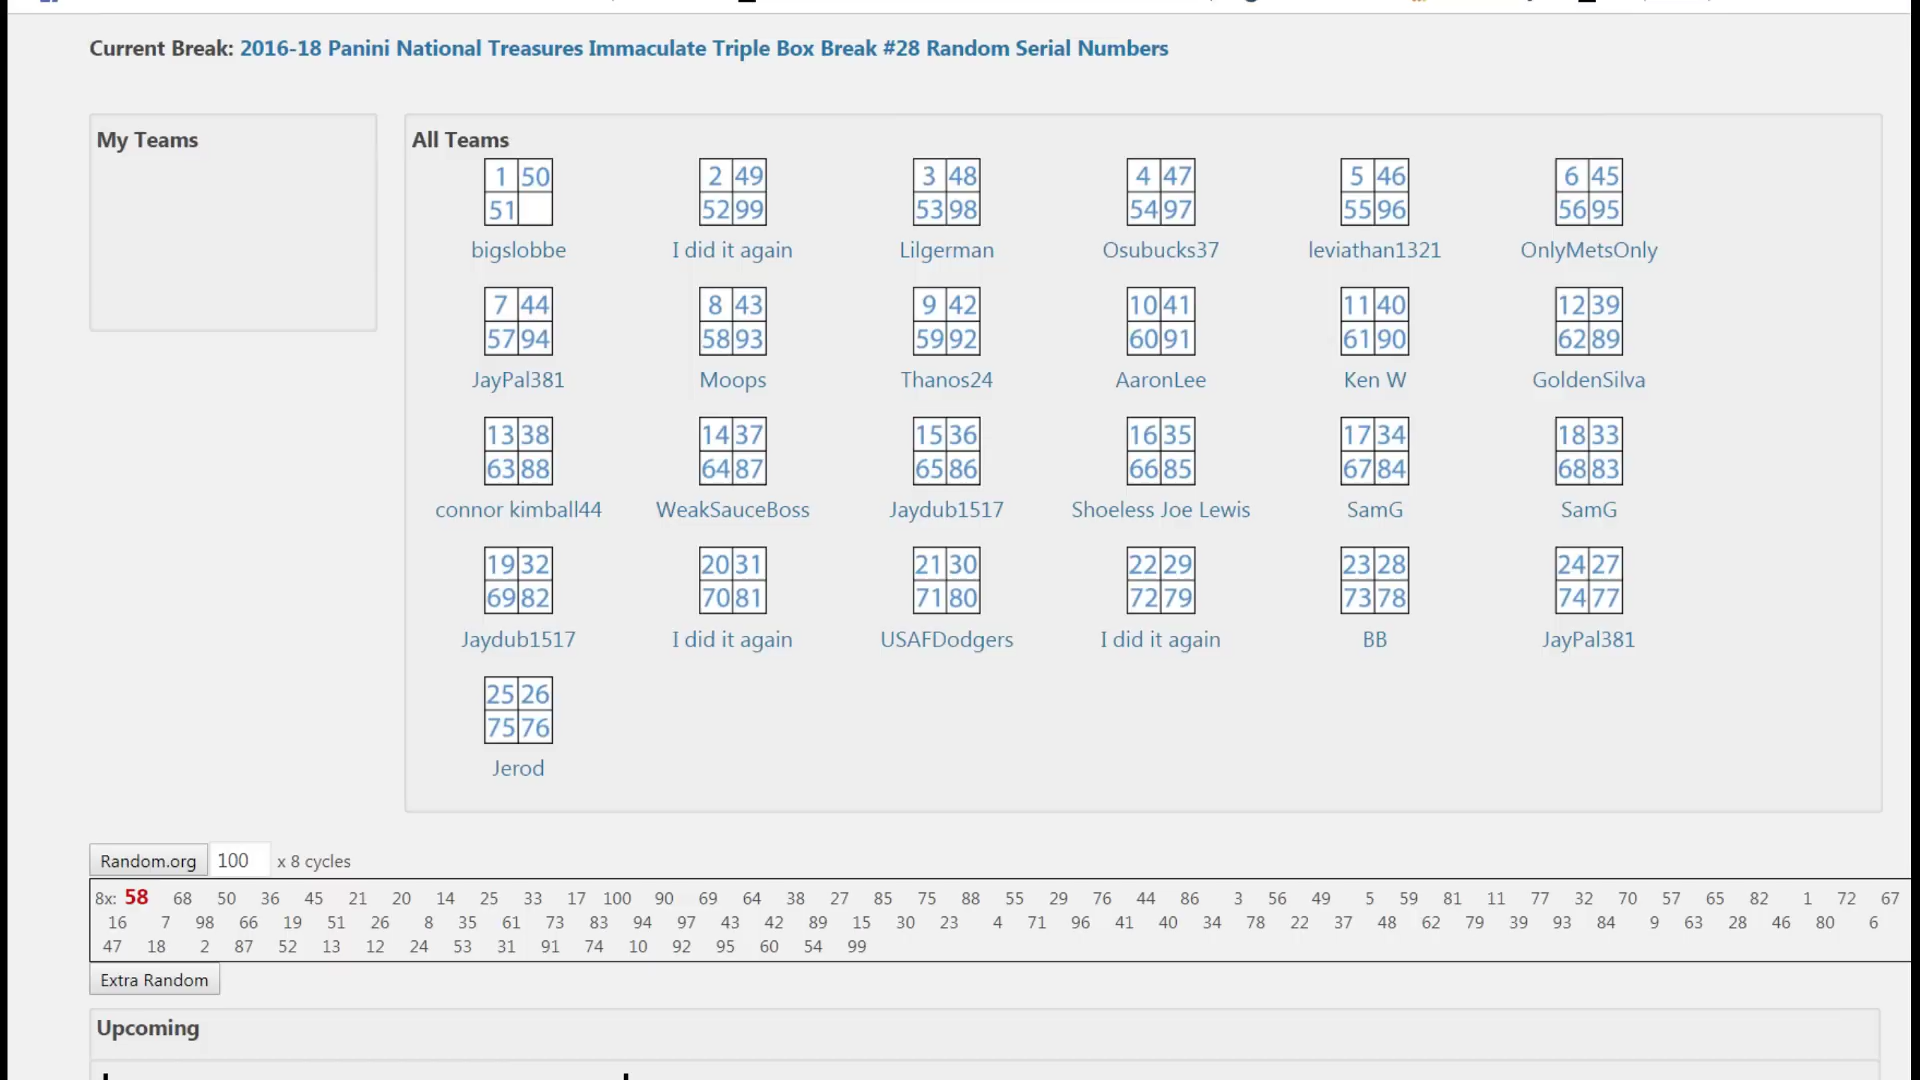 Current Break: 2016-18 Panini National Treasures Immaculate Triple Box Break #28 Random Serial Numbers
My Teams
All Teams
1 50 2 49 3 48 4 47 5 46 6 45
51 52 99 53 98 54 97 55 96 56 95
bigslobbe I did it again Lilgerman Osubucks37 leviathan1321 OnlyMetsOnly
7 44 8 43 9 42 10 41 11 40 12 39
57 94 58 93 59 92 60 91 61 90 62 89
JayPal381 Moops Thanos24 AaronLee Ken W GoldenSilva
13 38 14 37 15 36 16 35 17 34 18 33
63 88 64 87 65 86 66 85 67 84 68 83
connor kimball44 WeakSauceBoss Jaydub1517 Shoeless Joe Lewis SamG SamG
19 32 20 31 21 30 22 29 23 28 24 27
69 82 70 81 71 80 72 79 73 78 74 77
Jaydub1517 I did it again USAFDodgers I did it again BB JayPal381
25 26
75 76
Jerod
Random.org 100 x 8 cycles
8x: 58 68 50 36 45 21 20 14 25 33 17 100 90 69 64 38 27 85 75 88 55 29 76 44 86 3 56 49 5 59 81 11 77 32 70 57 65 82 1 72 67
16 7 98 66 19 51 26 8 35 61 73 83 94 97 43 42 89 15 30 23 4 71 96 41 40 34 78 22 37 48 62 79 39 93 84 9 63 28 46 80 6
47 18 2 87 52 13 12 24 53 31 91 74 10 92 95 60 54 99
Extra Random
Upcoming